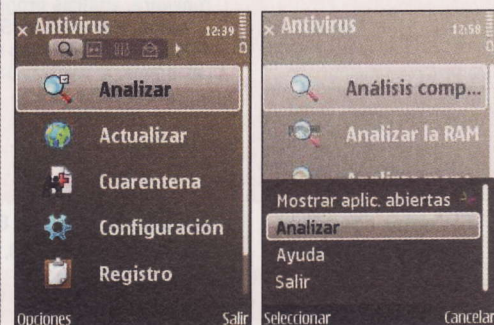 Antivirus
12:39
Analizar
Actualizar
Cuarentena
Configuración
Registro
Opciones
Salir
Antivirus
12:58
Análisis comp...
Analizar la RAM
Analizar
Mostrar aplic. abiertas
Analizar
Ayuda
Salir
Seleccionar
Cancelar